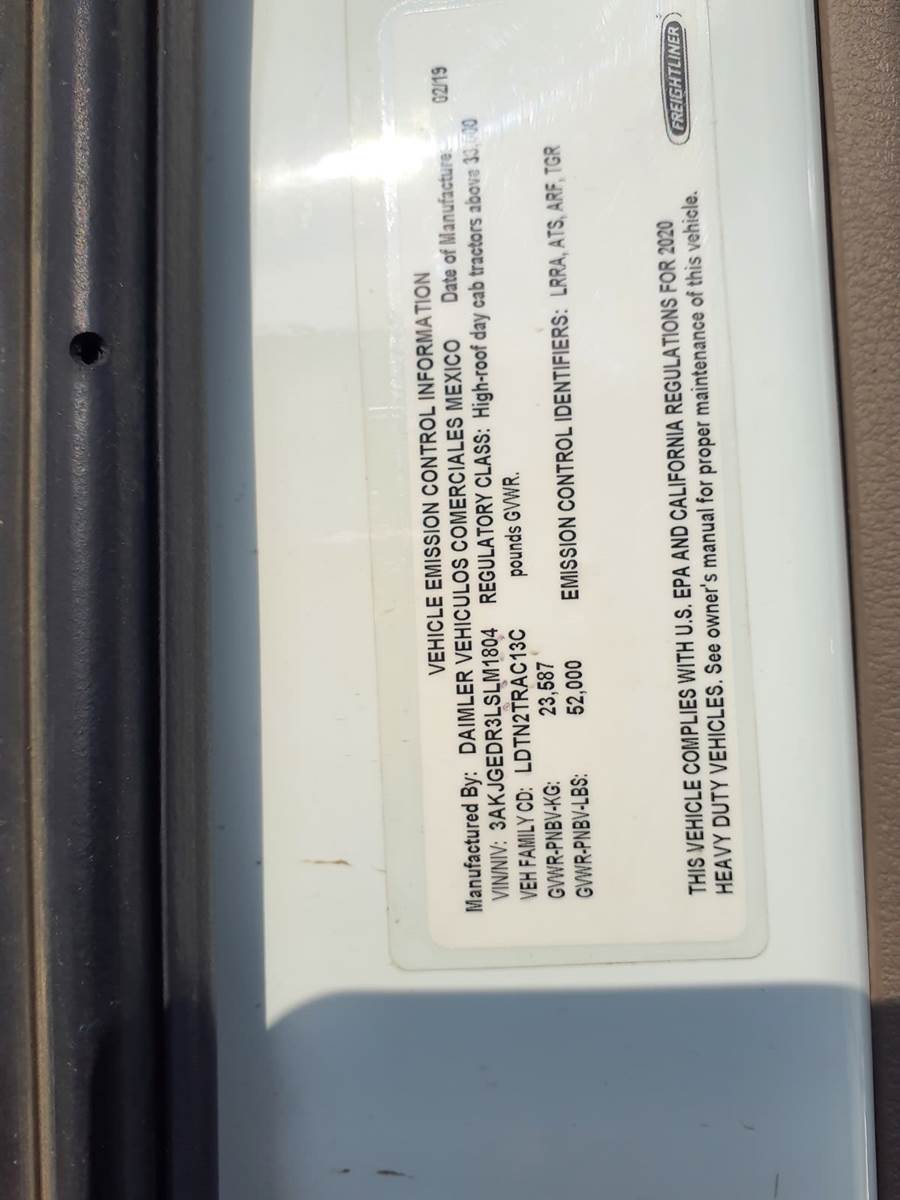 VEHICLE EMISSION CONTROL INFORMATION
Manufactured By: DAIMLER VEHICULOS COMERCIALES MEXICO Date of Manufacture: 02/19
VIN/NIV: 3AKJGEDR3LSLM1804 REGULATORY CLASS: High-roof day cab tractors above
VEH FAMILY CD: LDTN2TRAC13C pounds GVWR.
GVWR-PNBV-KG: 23,587
GVWR-PNBV-LBS: 52,000 EMISSION CONTROL IDENTIFIERS: LRRA, ATS, ARF, TGR
THIS VEHICLE COMPLIES WITH U.S. EPA AND CALIFORNIA REGULATIONS FOR 2020
HEAVY DUTY VEHICLES. See owner's manual for proper maintenance of this vehicle.
FREIGHTLINER